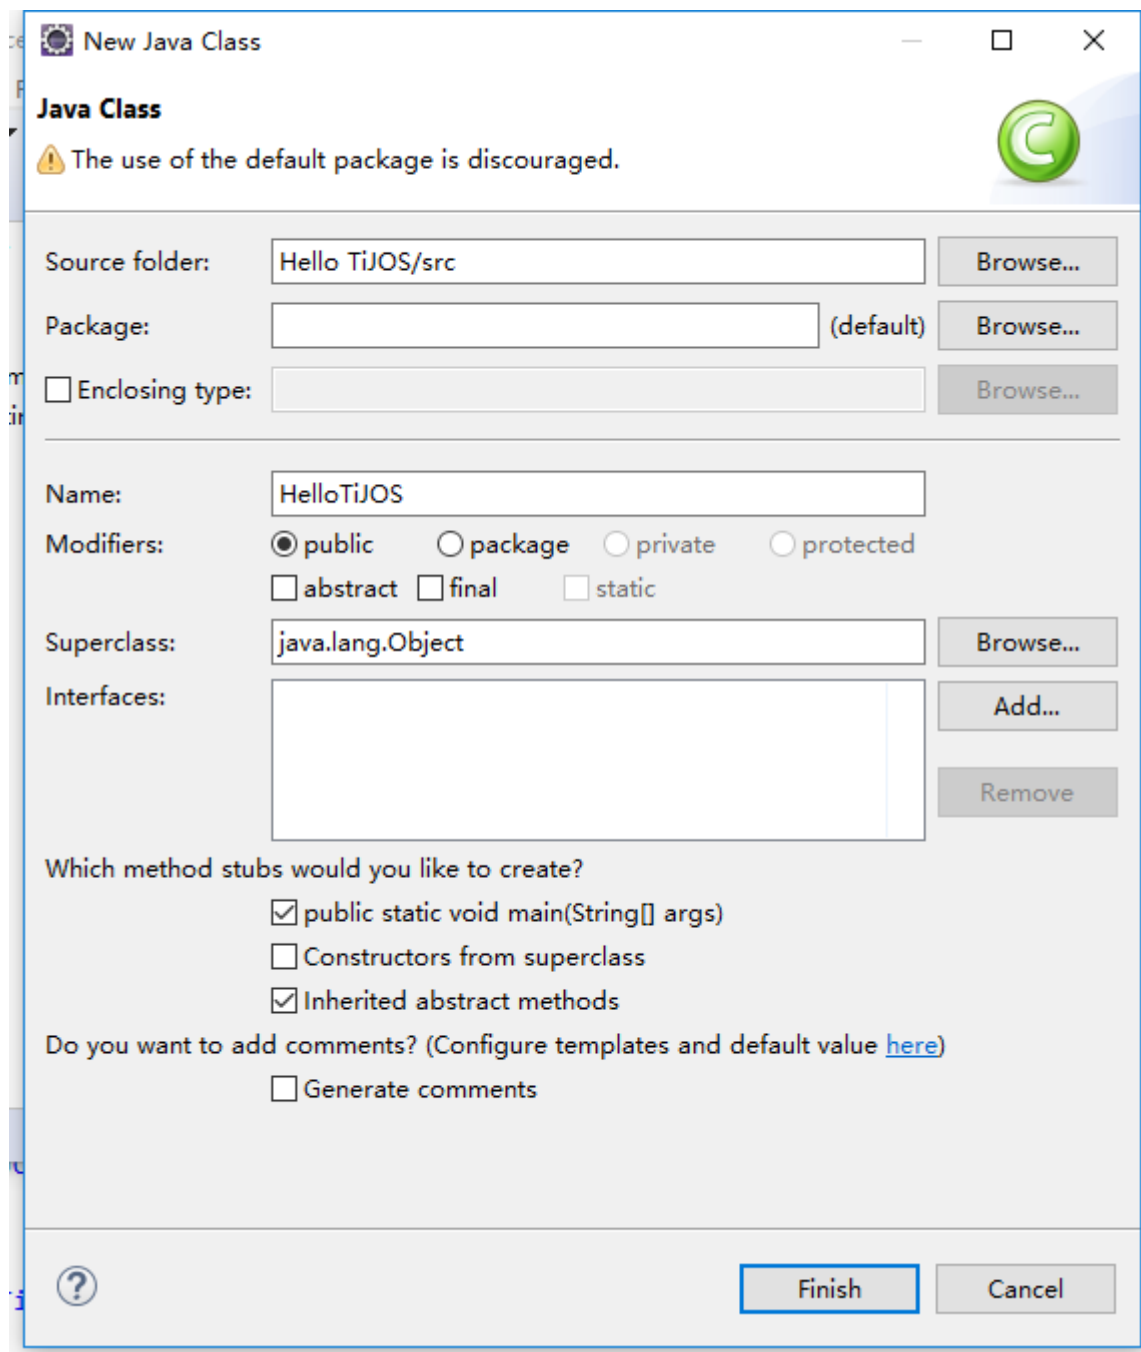 New Java Class
Java Class
The use of the default package is discouraged.
Source folder: Hello TiJOS/src Browse...
Package: (default) Browse...
Enclosing type: Browse...
Name: HelloTiJOS
Modifiers: public package private protected
abstract final static
Superclass: java.lang.Object Browse...
Interfaces: Add...
Remove
Which method stubs would you like to create?
public static void main(String[] args)
Constructors from superclass
Inherited abstract methods
Do you want to add comments? (Configure templates and default value here)
Generate comments
Finish Cancel